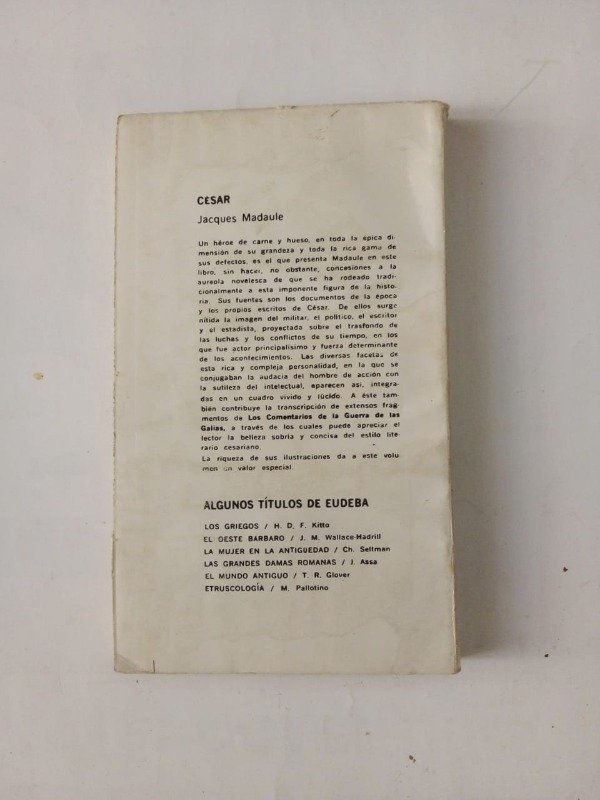 CESAR
Jacques Madaule
Un héroe de carne y hueso, en toda la épica di-
mensión de su grandeza y toda la rica gama de
sus defectos, es el que presenta Madaule en este
libro, sin hacer, no obstante, concesiones a la
aureola novelesca de que se ha rodeado tradi-
cionalmente a esta imponente figura de la histo-
ria. Sus fuentes son los documentos de la época
y los propios escritos de César. De ellos surge
nítida la imagen del militar, el político, el escritor
y el estadista, proyectada sobre el trasfondo de
las luchas y los conflictos de su tiempo, en los
que fue actor principalísimo y fuerza determinante
de los acontecimientos. Las diversas facetas de
esta rica y compleja personalidad, en la que se
conjugaban la audacia del hombre de acción con
la sutileza del intelectual, aparecen así, integra-
das en un cuadro vívido y lúcido. A éste tam-
bién contribuye la transcripción de extensos frag-
mentos de Los Comentarios de la Guerra de las
Galias, a través de los cuales puede apreciar el
lector la belleza sobria y concisa del estilo lite-
rario cesariano.
La riqueza de sus ilustraciones da a este volu
men un valor especial.
ALGUNOS TÍTULOS DE EUDEBA
LOS GRIEGOS / H. D. F. Kitto
EL OESTE BARBARO / J. M. Wallace-Hadrill
LA MUJER EN LA ANTIGÜEDAD / Ch. Seltman
LAS GRANDES DAMAS ROMANAS / J. Assa
EL MUNDO ANTIGUO / T. R. Glover
ETRUSCOLOGÍA / M. Pallotino